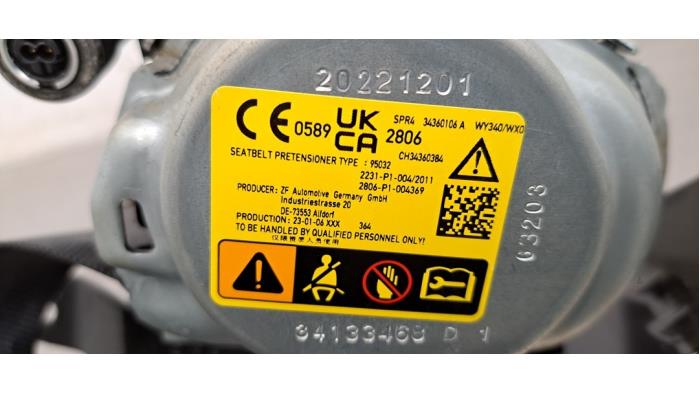 20221201
CE 0589 UK CA 2806
SPR4 34360106 A WY340/WXO
CH34360384
SEATBELT PRETENSIONER TYPE : 95032
2231-P1-004/2011
2806-P1-004369
PRODUCER: ZF Automotive Germany GmbH
Industriestrasse 20
DE-73553 Alfdorf
PRODUCTION: 23-01-06 XXX 364
TO BE HANDLED BY QUALIFIED PERSONNEL ONLY!
63203
34133468 D 1